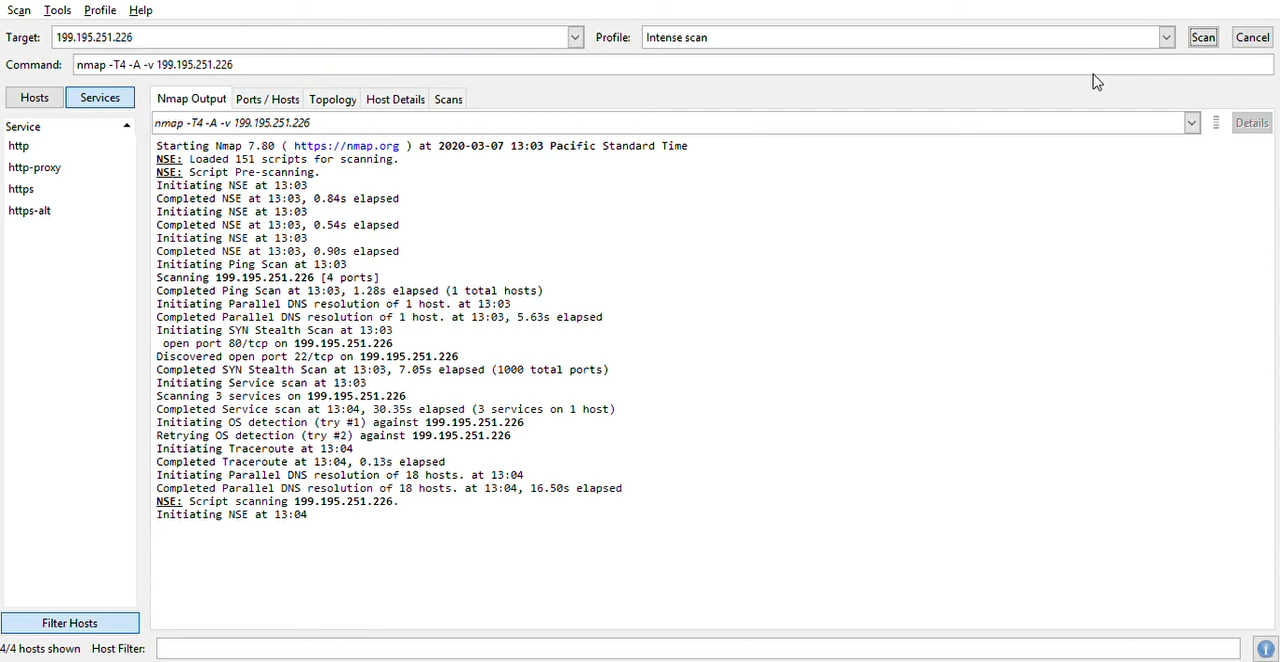 Scan Tools Profile Help
Target: 199.195.251.226 Profile: Intense scan Scan Cancel
Command: nmap -T4 -A -v 199.195.251.226
Hosts Services Nmap Output Ports / Hosts Topology Host Details Scans
nmap -T4 -A -v 199.195.251.226 Details
Service
http
http-proxy
https
https-alt
Starting Nmap 7.80 ( https://nmap.org ) at 2020-03-07 13:03 Pacific Standard Time
NSE: Loaded 151 scripts for scanning.
NSE: Script Pre-scanning.
Initiating NSE at 13:03
Completed NSE at 13:03, 0.84s elapsed
Initiating NSE at 13:03
Completed NSE at 13:03, 0.54s elapsed
Initiating NSE at 13:03
Completed NSE at 13:03, 0.90s elapsed
Initiating Ping Scan at 13:03
Scanning 199.195.251.226 [4 ports]
Completed Ping Scan at 13:03, 1.28s elapsed (1 total hosts)
Initiating Parallel DNS resolution of 1 host. at 13:03
Completed Parallel DNS resolution of 1 host. at 13:03, 5.63s elapsed
Initiating SYN Stealth Scan at 13:03
open port 80/tcp on 199.195.251.226
Discovered open port 22/tcp on 199.195.251.226
Completed SYN Stealth Scan at 13:03, 7.05s elapsed (1000 total ports)
Initiating Service scan at 13:03
Scanning 3 services on 199.195.251.226
Completed Service scan at 13:04, 30.35s elapsed (3 services on 1 host)
Initiating OS detection (try #1) against 199.195.251.226
Retrying OS detection (try #2) against 199.195.251.226
Initiating Traceroute at 13:04
Completed Traceroute at 13:04, 0.13s elapsed
Initiating Parallel DNS resolution of 18 hosts. at 13:04
Completed Parallel DNS resolution of 18 hosts. at 13:04, 16.50s elapsed
NSE: Script scanning 199.195.251.226.
Initiating NSE at 13:04
Filter Hosts
4/4 hosts shown Host Filter: